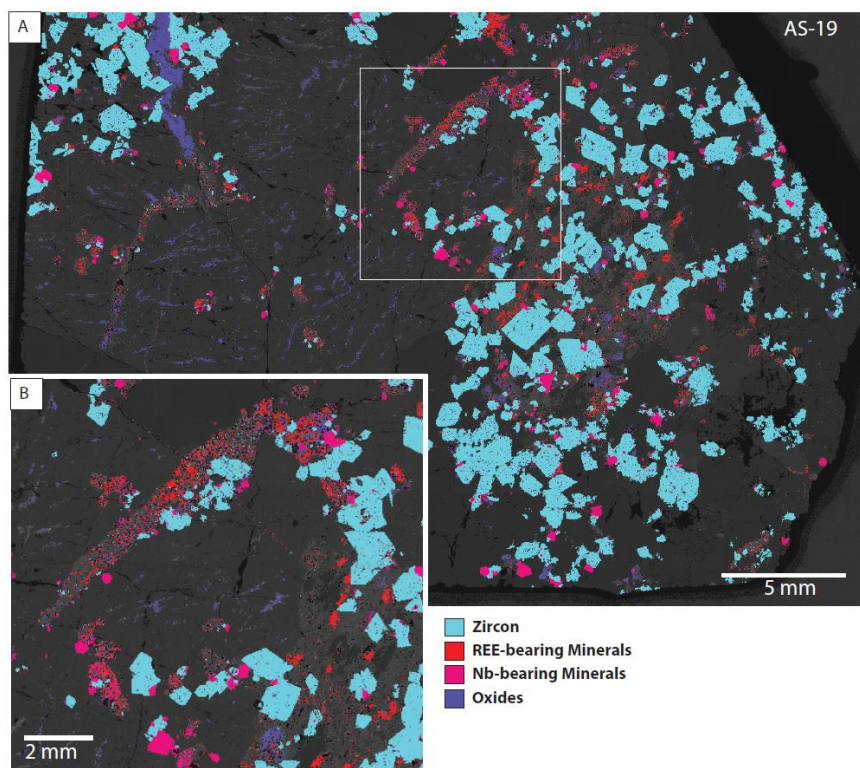 A
AS-19
B
5 mm
Zircon
REE-bearing Minerals
Nb-bearing Minerals
Oxides
2 mm